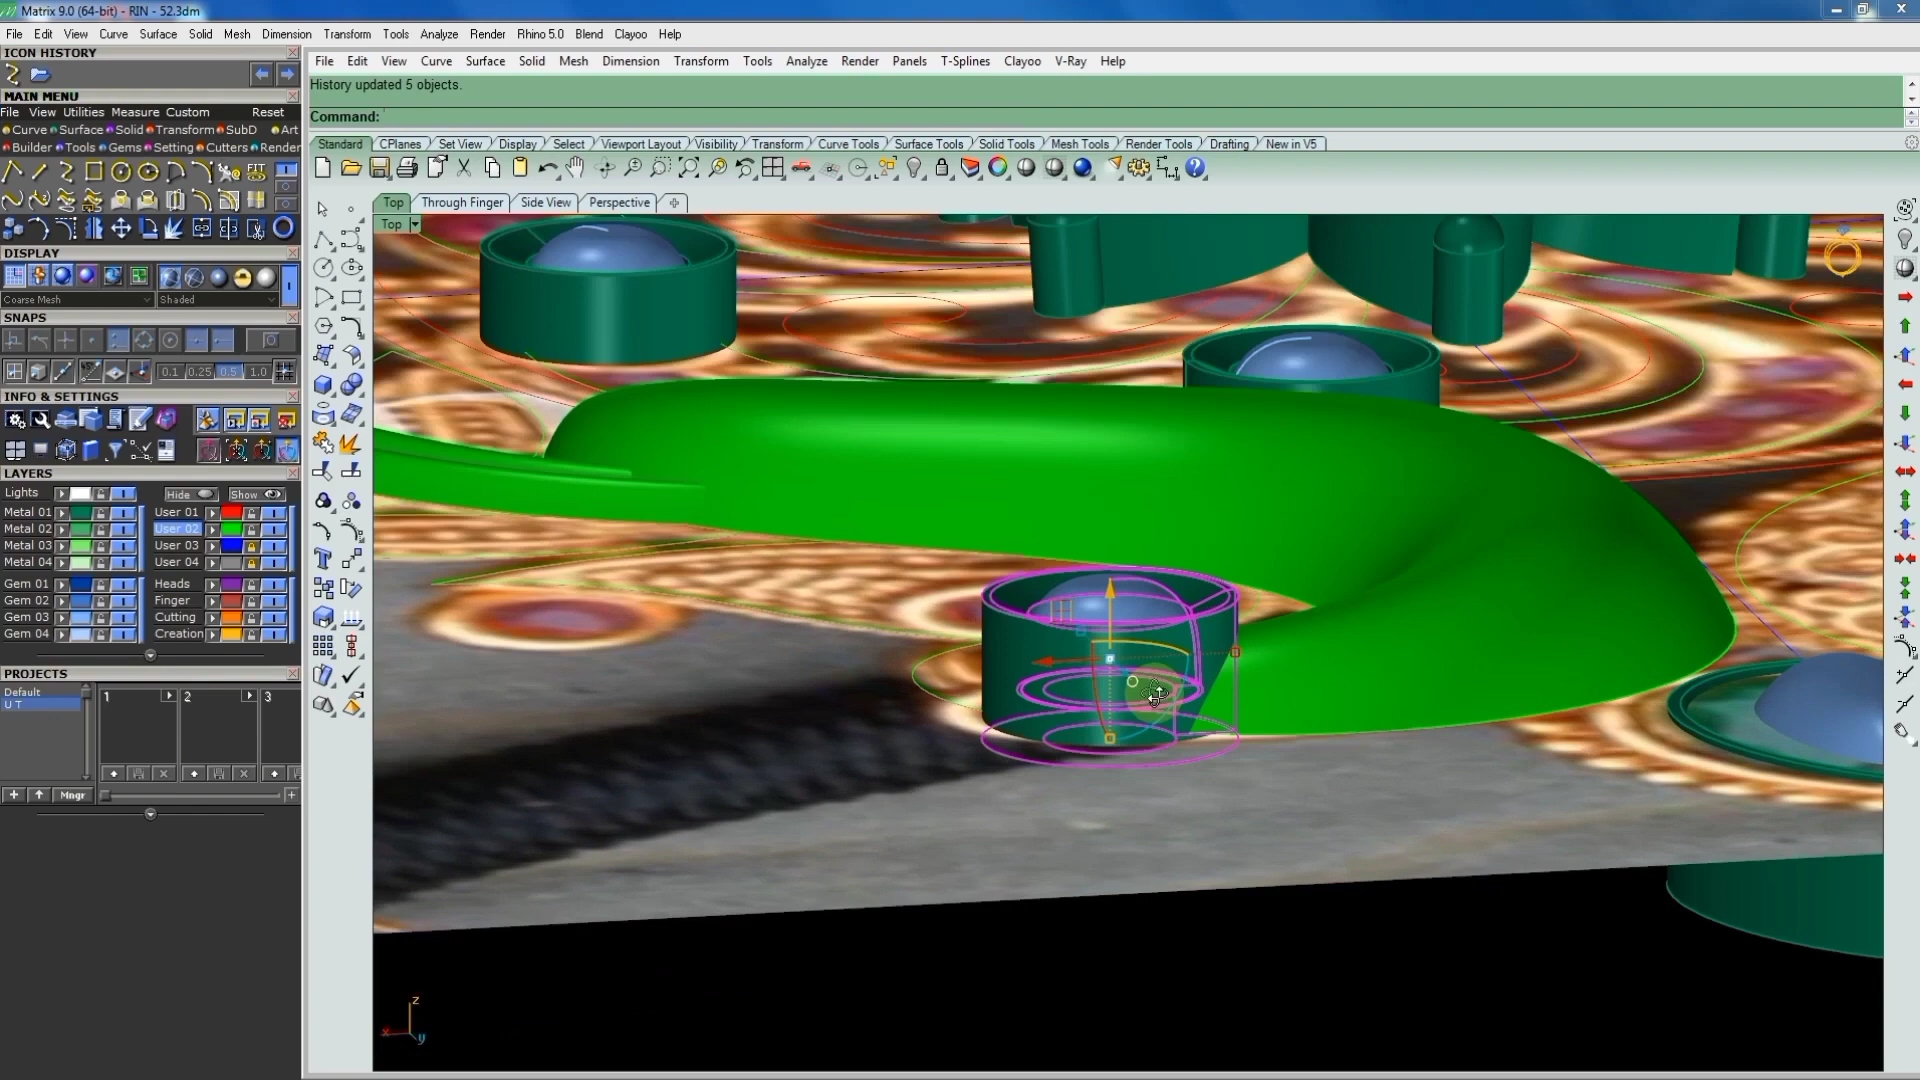 Matrix 9.0 (64-bit) - RIN - 52.3dm
File Edit View Curve Surface Solid Mesh Dimension Transform Tools Analyze Render Rhino 5.0 Blend Clayoo Help
ICON HISTORY
MAIN MENU
File View Utilities Measure Custom Reset
Curve Surface Solid Transform SubD Art
Builder Tools Gems Setting Cutters Render
DISPLAY
Coarse Mesh Shaded
SNAPS
0.1 0.25 0.5 1.0
INFO & SETTINGS
LAYERS
Lights Hide Show
Metal 01 User 01
Metal 02 User 02
Metal 03 User 03
Metal 04 User 04
Gem 01 Heads
Gem 02 Finger
Gem 03 Cutting
Gem 04 Creation
PROJECTS
Default
U T
1 2 3
Mngr
File Edit View Curve Surface Solid Mesh Dimension Transform Tools Analyze Render Panels T-Splines Clayoo V-Ray Help
History updated 5 objects.
Command:
Standard CPlanes Set View Display Select Viewport Layout Visibility Transform Curve Tools Surface Tools Solid Tools Mesh Tools Render Tools Drafting New in V5
Top Through Finger Side View Perspective
Top
z
x
y